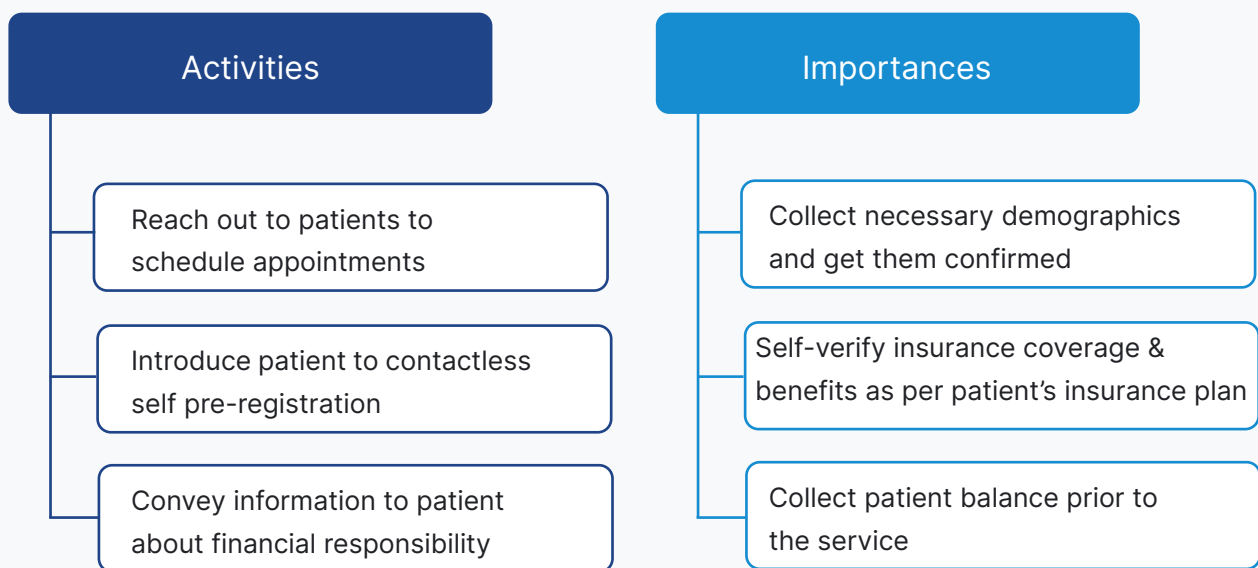 Activities
Reach out to patients to
schedule appointments
Introduce patient to contactless
self pre-registration
Convey information to patient
about financial responsibility
Importances
Collect necessary demographics
and get them confirmed
Self-verify insurance coverage &
benefits as per patient’s insurance plan
Collect patient balance prior to
the service